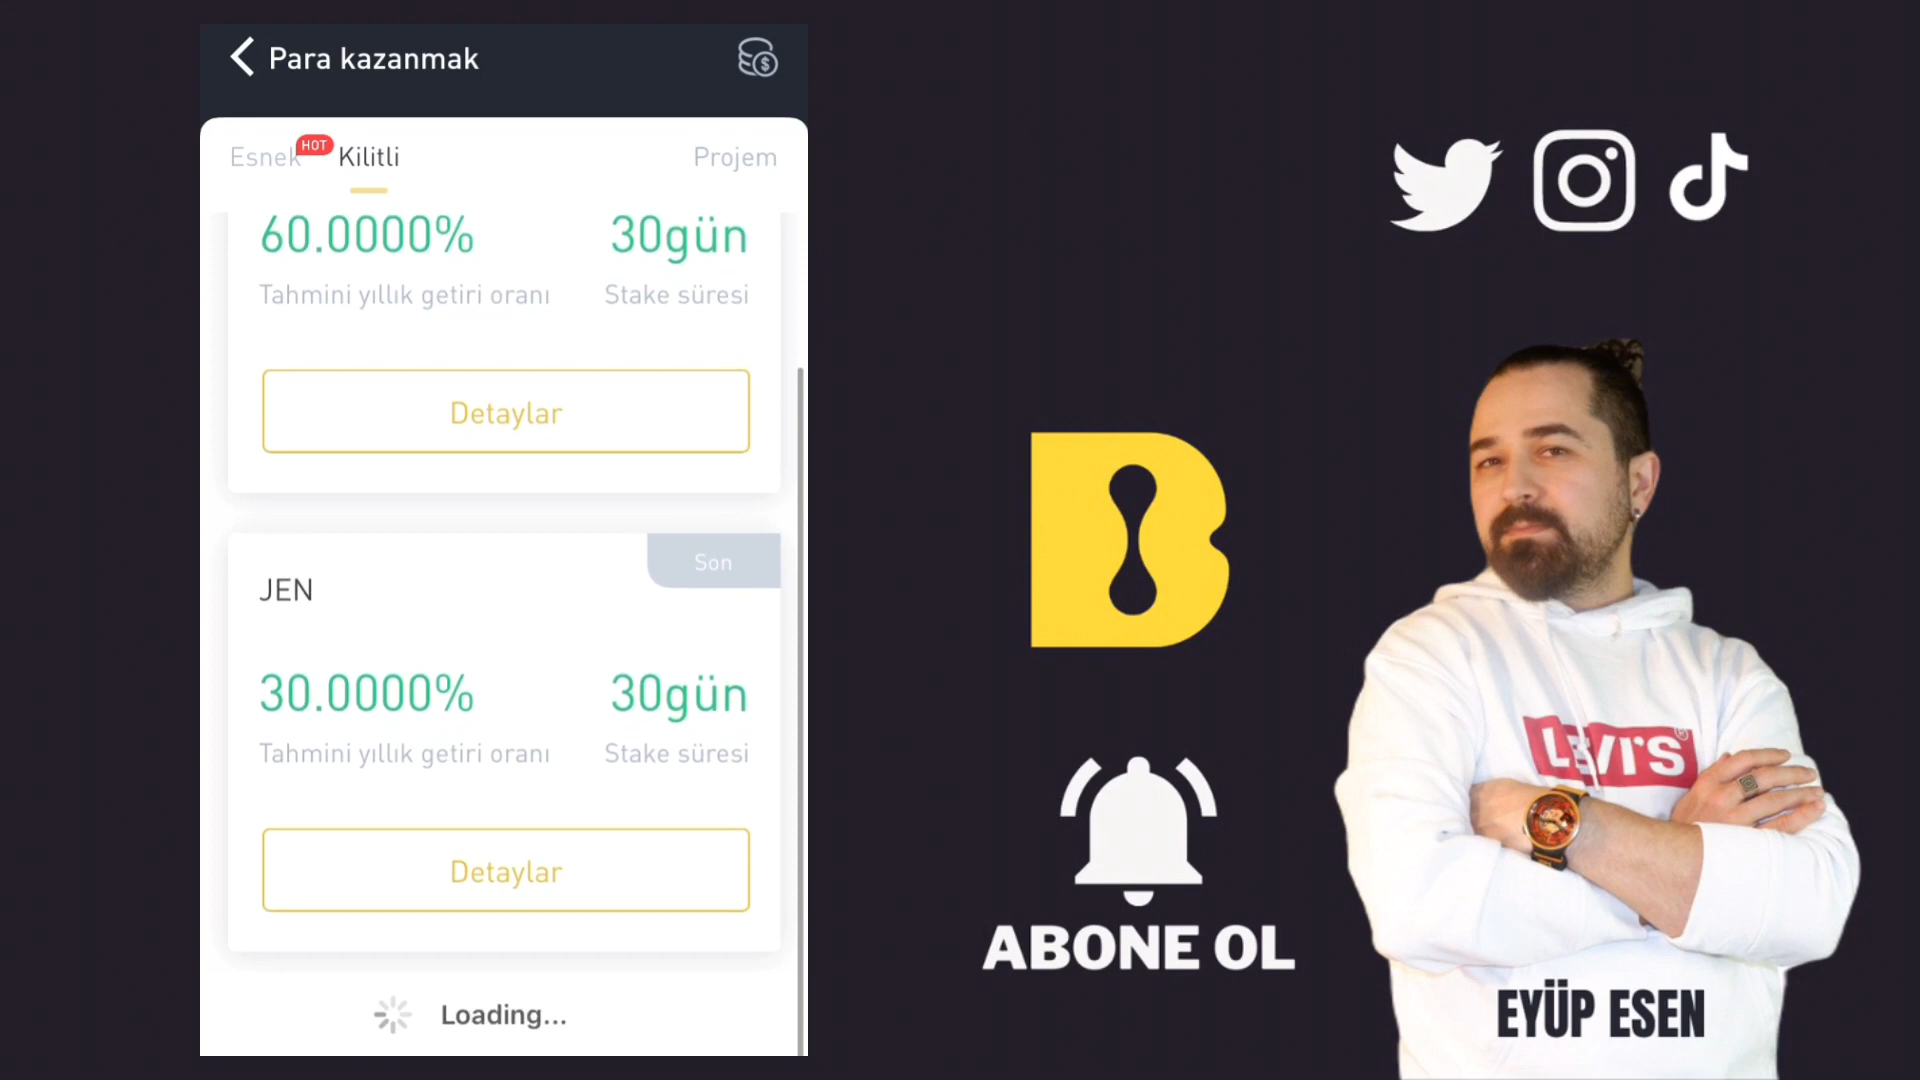 Para kazanmak
Esnek HOT Kilitli Projem
60.0000% 30gün
Tahmini yıllık getiri oranı Stake süresi
Detaylar
Son
JEN
30.0000% 30gün
Tahmini yıllık getiri oranı Stake süresi
Detaylar
Loading...
B
ABONE OL
LEVI'S®
EYÜP ESEN